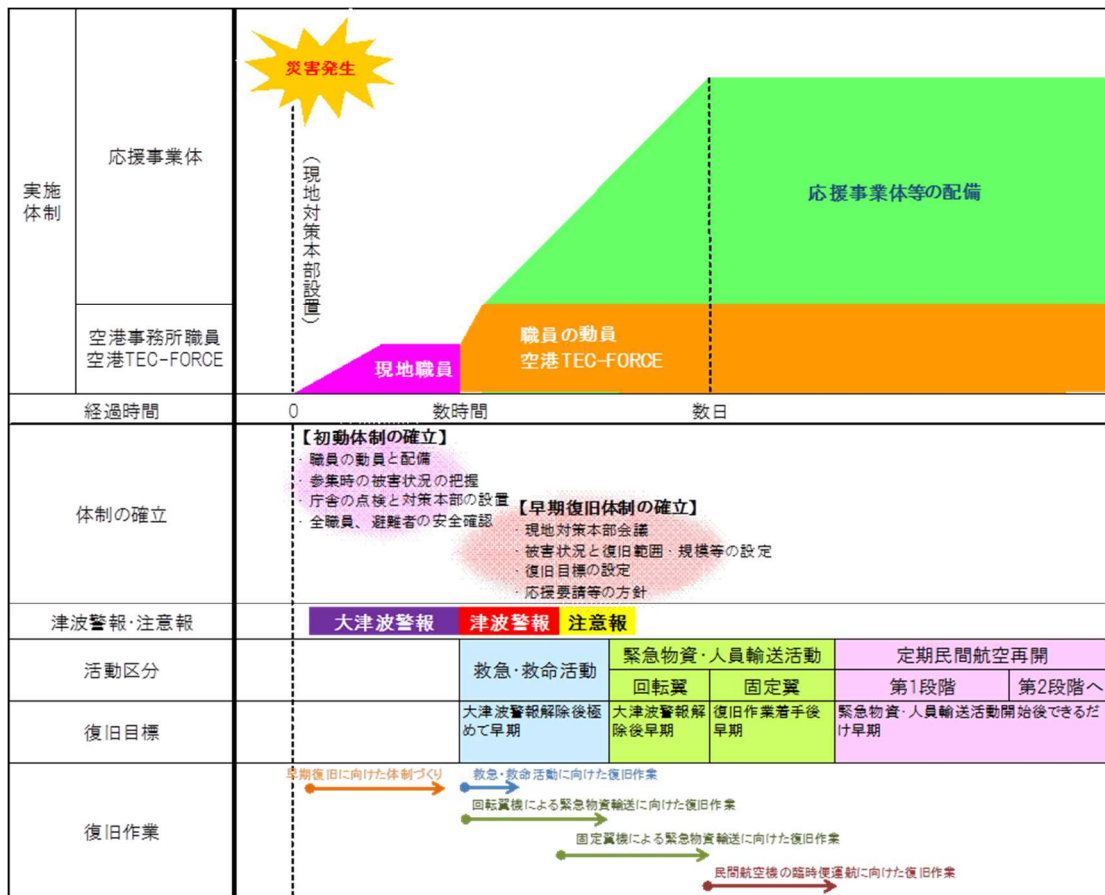 災害発生
応援事業体
実施
体制
(現地対策本部設置)
応援事業体等の配備
空港事務所職員
空港TEC-FORCE
現地職員
職員の動員
空港TEC-FORCE
経過時間
0
数時間
数日
体制の確立
【初動体制の確立】
・職員の動員と配備
・参集時の被害状況の把握
・庁舎の点検と対策本部の設置
・全職員、避難者の安全確認
【早期復旧体制の確立】
・現地対策本部会議
・被害状況と復旧範囲・規模等の設定
・復旧目標の設定
・応援要請等の方針
津波警報・注意報
大津波警報
津波警報
注意報
活動区分
救急・救命活動
緊急物資・人員輸送活動
定期民間航空再開
回転翼
固定翼
第1段階
第2段階へ
復旧目標
大津波警報解除後極
めて早期
大津波警報解
除後早期
復旧作業着手後
早期
緊急物資・人員輸送活動開始後できるだ
け早期
復旧作業
早期復旧に向けた体制づくり
救急・救命活動に向けた復旧作業
回転翼機による緊急物資輸送に向けた復旧作業
固定翼機による緊急物資輸送に向けた復旧作業
民間航空機の臨時便運航に向けた復旧作業